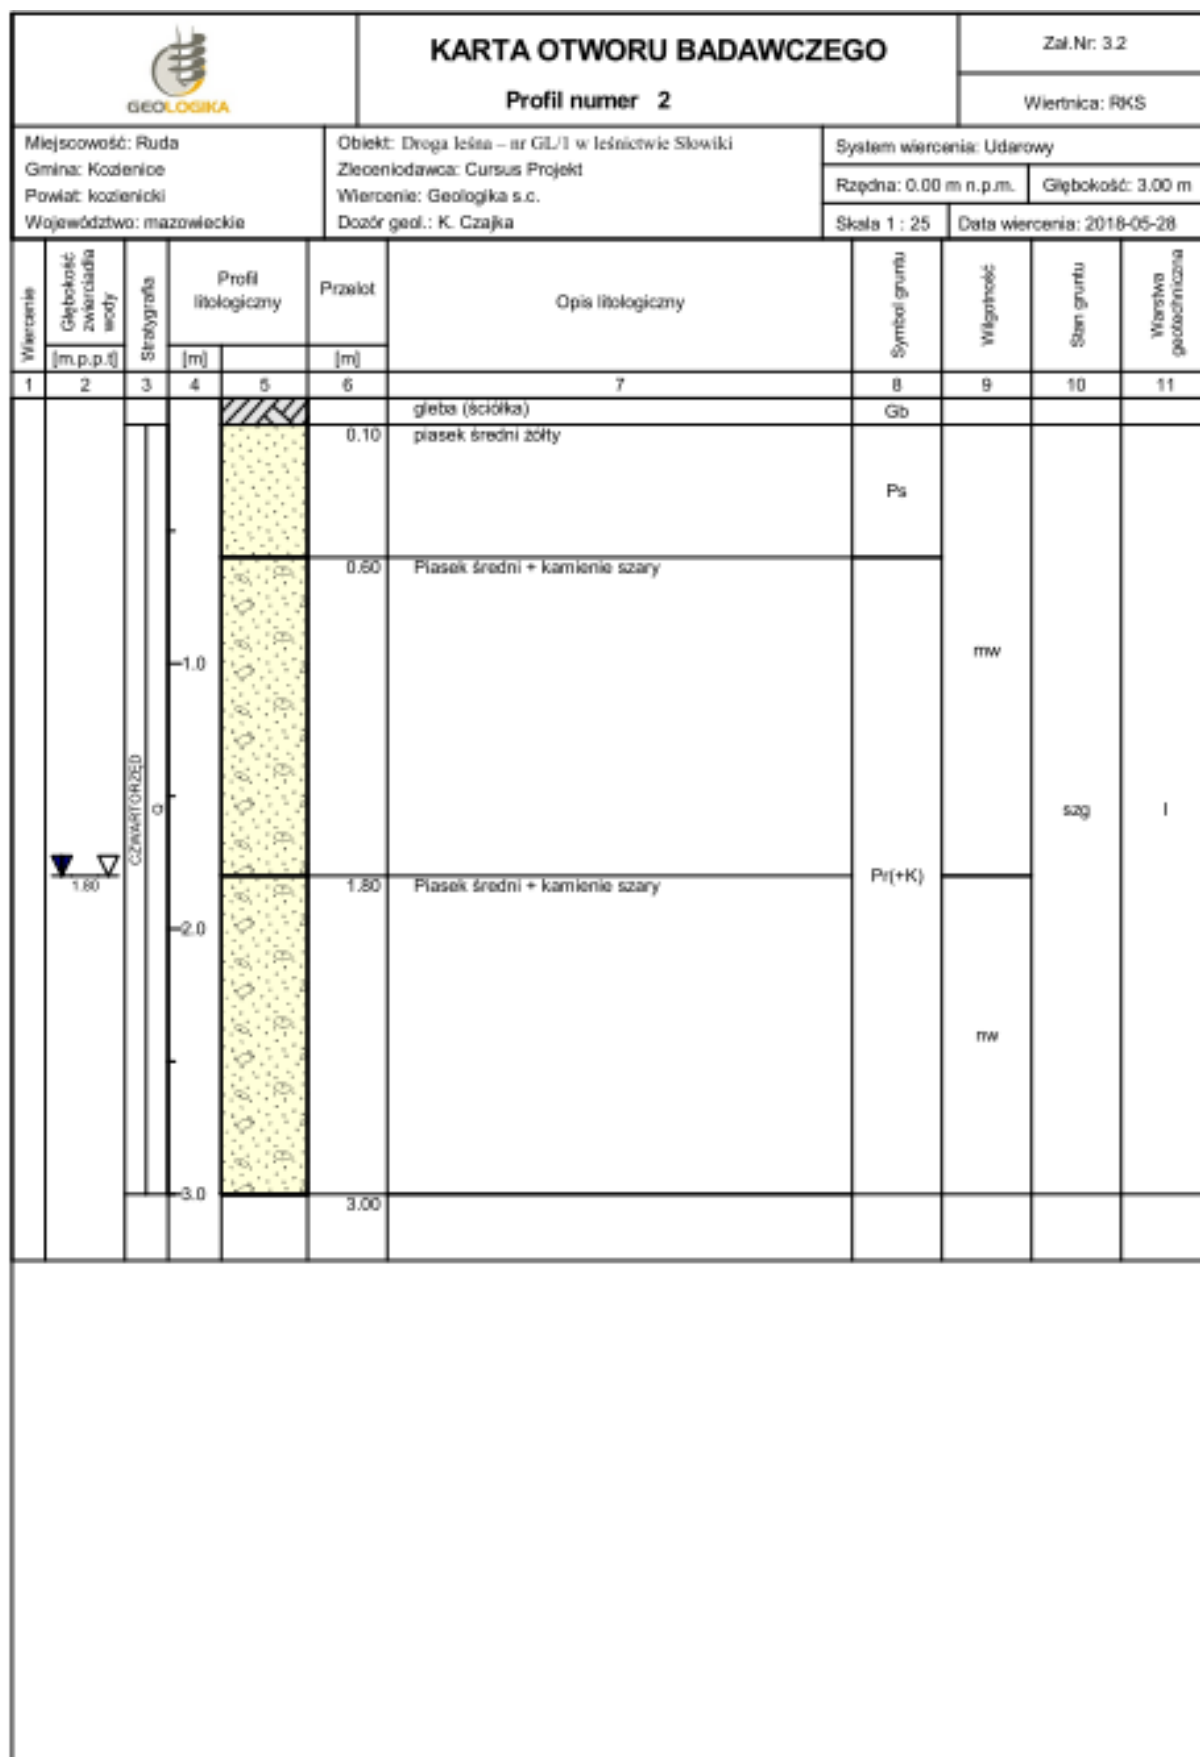 GEOLOGIKA
KARTA OTWORU BADAWCZEGO
Profil numer 2
Zał.Nr: 3.2
Wiertnica: RKS
Miejscowość: Ruda
Gmina: Kozienice
Powiat: kozienicki
Województwo: mazowieckie
Obiekt: Droga leśna – nr GL/1 w leśnictwie Słowiki
Zleceniodawca: Cursus Projekt
Wiercenie: Geologika s.c.
Dozór geol.: K. Czajka
System wiercenia: Udarowy
Rzędna: 0.00 m n.p.m.
Głębokość: 3.00 m
Skala 1 : 25
Data wiercenia: 2018-05-28
Wiercenie
Głębokość
zwierciadła
wody
[m.p.p.t]
Stratygrafia
Profil
litologiczny
[m]
Przelot
[m]
Opis litologiczny
Symbol gruntu
Wilgotność
Stan gruntu
Warstwa
geotechniczna
1 2 3 4 5 6 7 8 9 10 11
gleba (ściółka) Gb
0.10 piasek średni żółty
Ps
0.60 Piasek średni + kamienie szary
1.0
mw
CZWARTORZĘD
Q
szg
I
1.80
1.80 Piasek średni + kamienie szary
Pr(+K)
2.0
nw
3.0
3.00